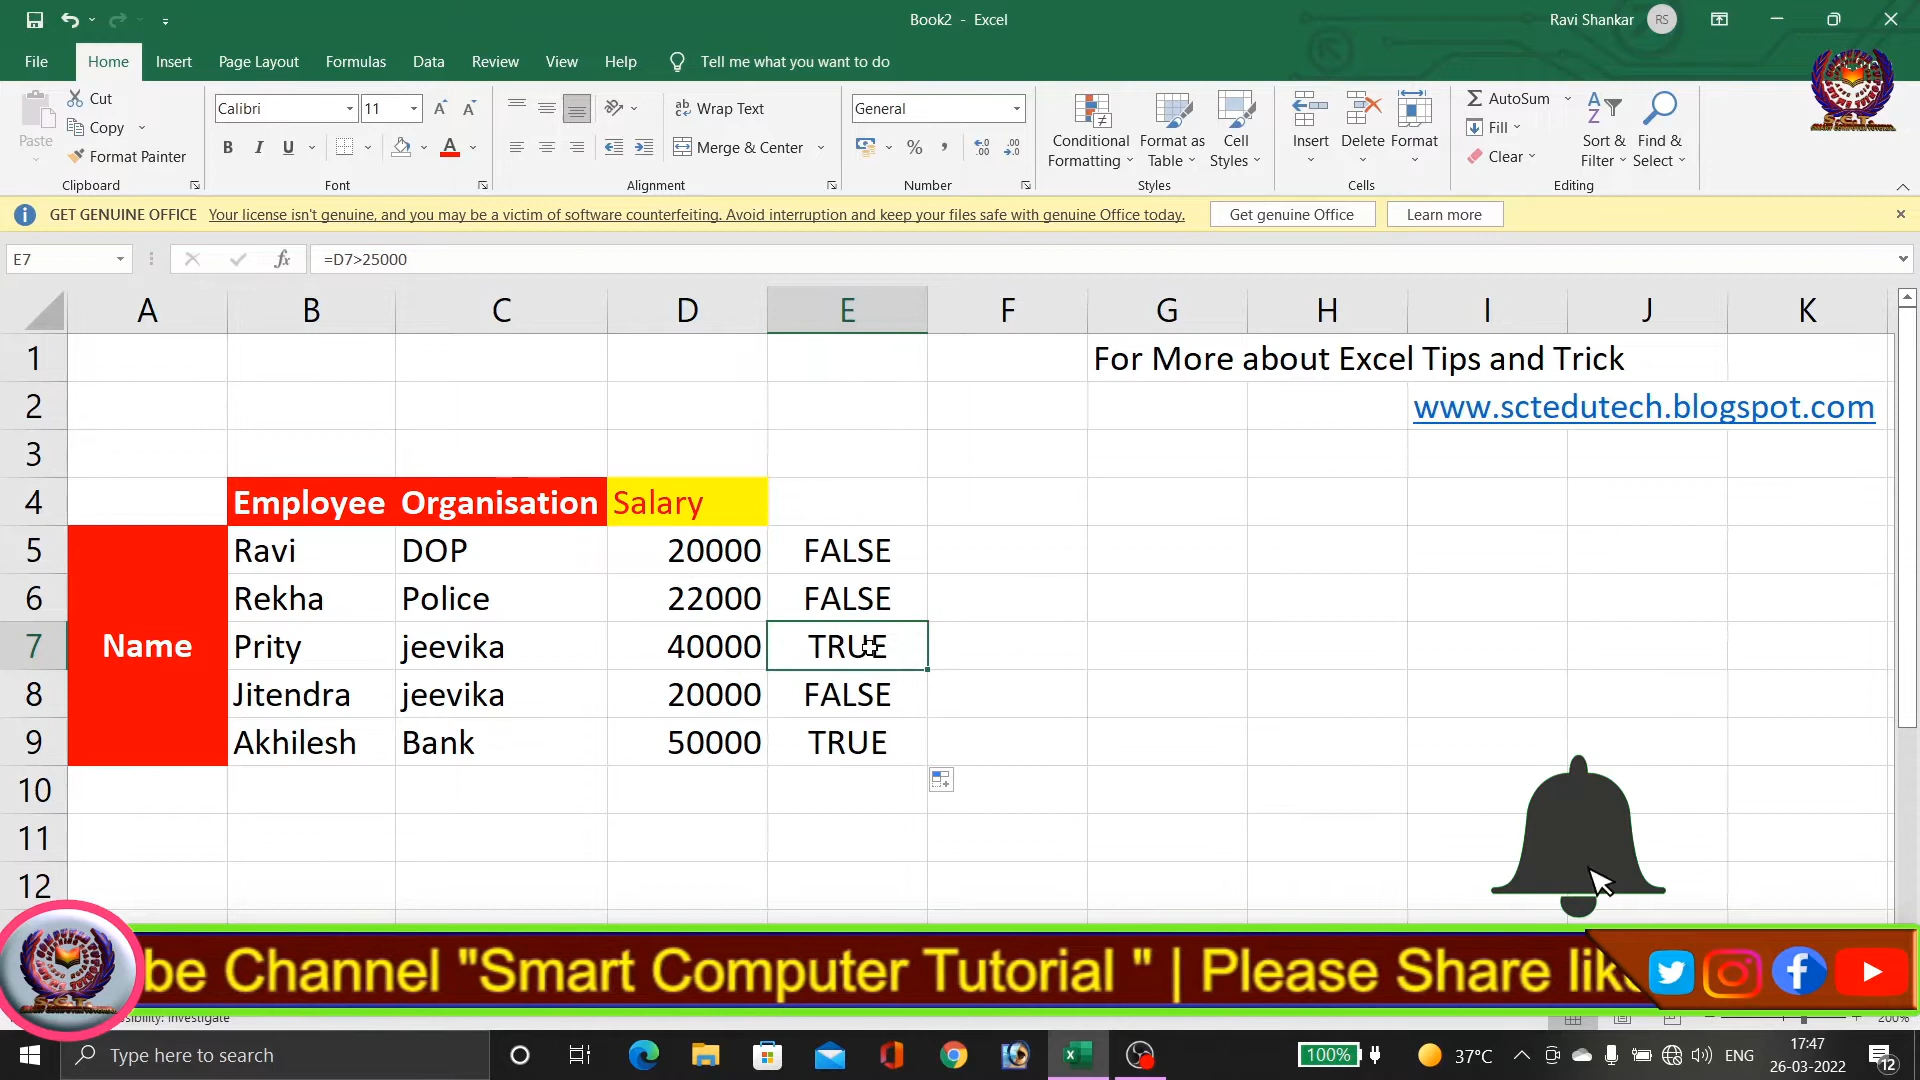 Book2 - Excel
Ravi Shankar
RS
File Home Insert Page Layout Formulas Data Review View Help Tell me what you want to do
Paste
Cut
Copy
Format Painter
Clipboard
Calibri 11
B I U
Font
Wrap Text
Merge & Center
Alignment
General
Number
Conditional Formatting
Format as Table
Cell Styles
Styles
Insert Delete Format
Cells
AutoSum
Fill
Clear
Sort & Filter
Find & Select
Editing
GET GENUINE OFFICE Your license isn't genuine, and you may be a victim of software counterfeiting. Avoid interruption and keep your files safe with genuine Office today. Get genuine Office Learn more
E7 fx =D7>25000
A B C D E F G H I J K
1 For More about Excel Tips and Trick
2 www.sctedutech.blogspot.com
3
4 Employee Organisation Salary
5 Ravi DOP 20000 FALSE
6 Rekha Police 22000 FALSE
7 Name Prity jeevika 40000 TRUE
8 Jitendra jeevika 20000 FALSE
9 Akhilesh Bank 50000 TRUE
10
11
12
be Channel "Smart Computer Tutorial " | Please Share lik
S.C.T.
Investigate
200%
Type here to search
100%
37°C
ENG
17:47
26-03-2022
12